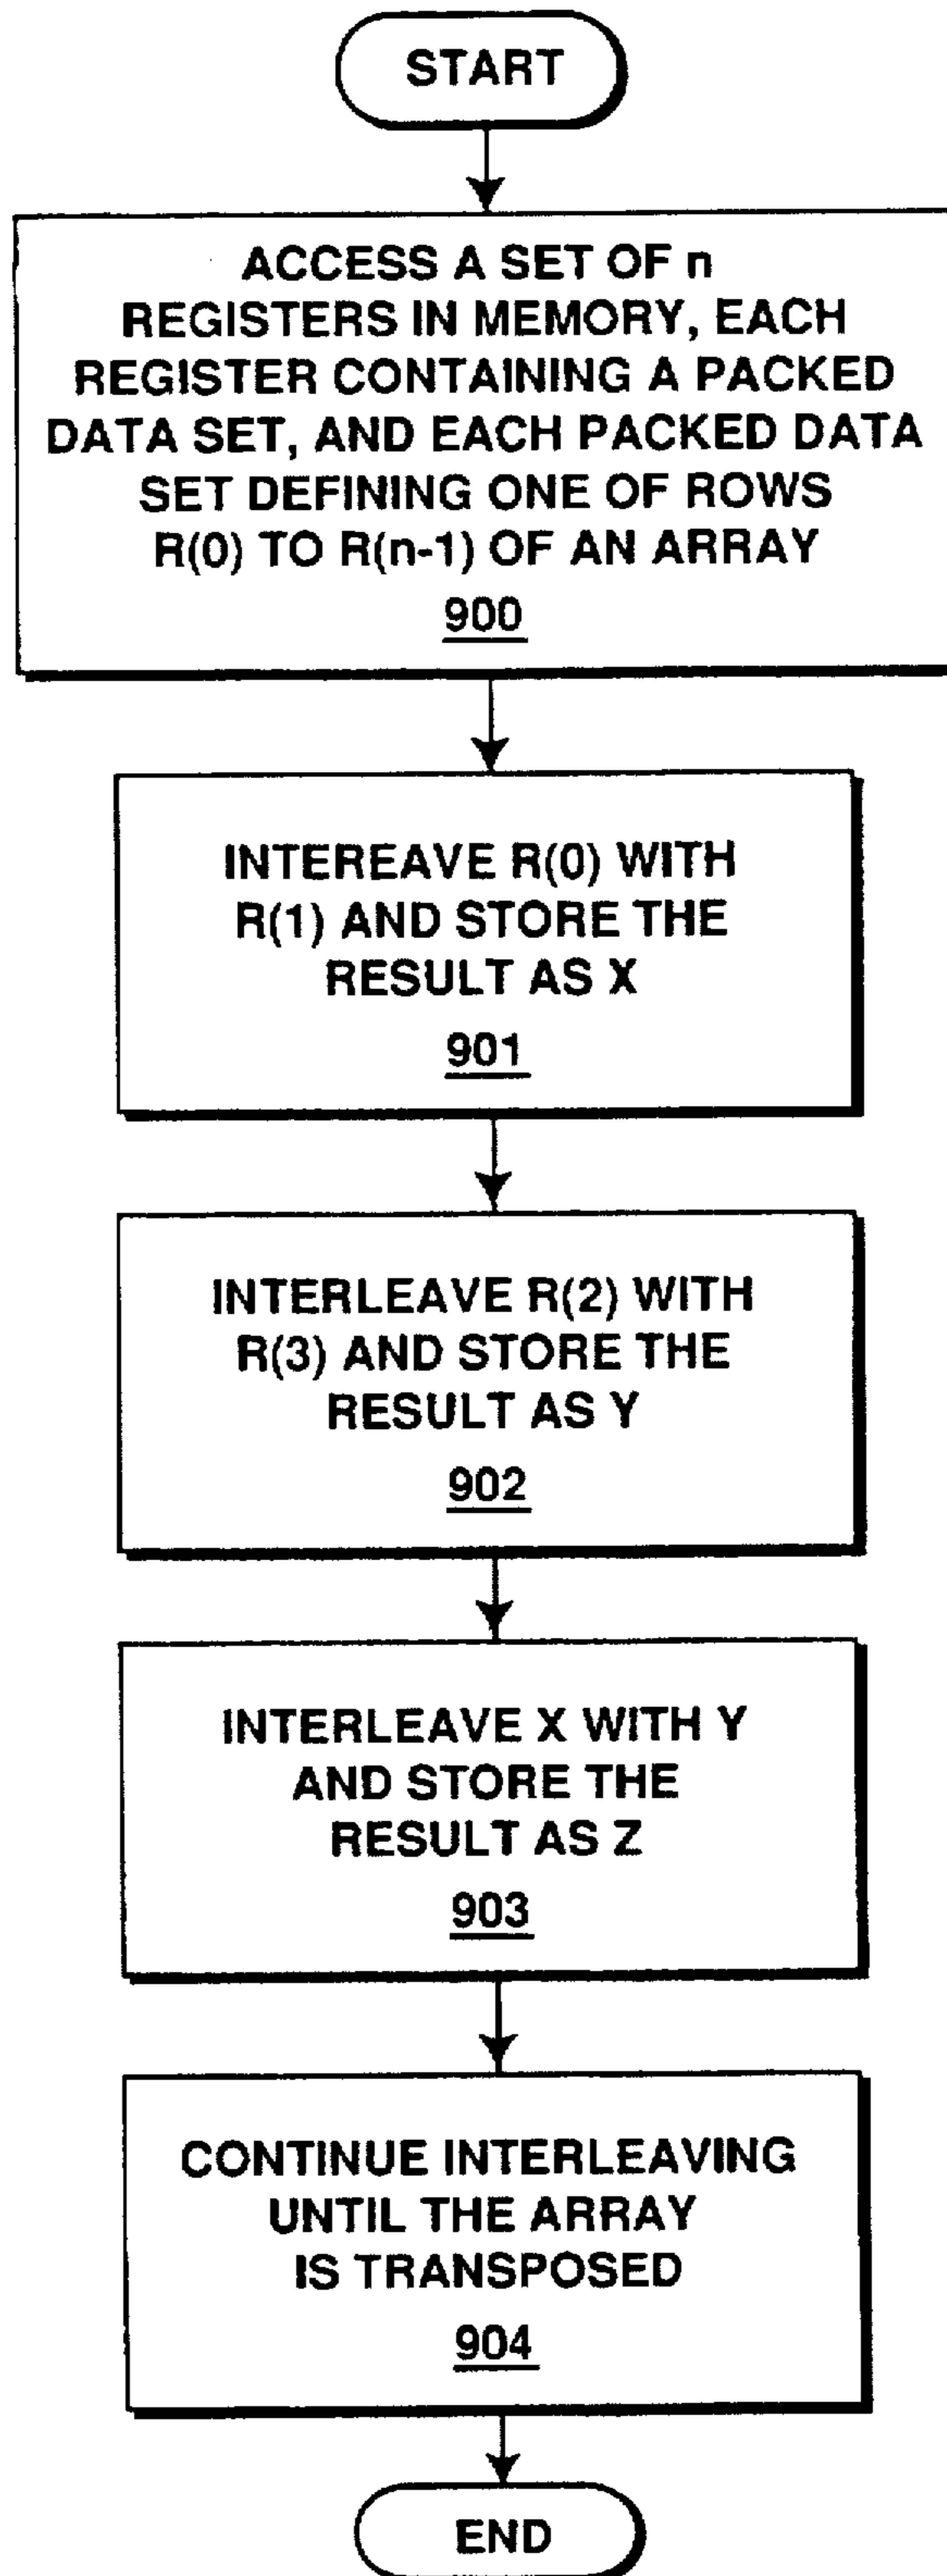 START
ACCESS A SET OF n
REGISTERS IN MEMORY, EACH
REGISTER CONTAINING A PACKED
DATA SET, AND EACH PACKED DATA
SET DEFINING ONE OF ROWS
R(0) TO R(n-1) OF AN ARRAY
900
INTEREAVE R(0) WITH
R(1) AND STORE THE
RESULT AS X
901
INTERLEAVE R(2) WITH
R(3) AND STORE THE
RESULT AS Y
902
INTERLEAVE X WITH Y
AND STORE THE
RESULT AS Z
903
CONTINUE INTERLEAVING
UNTIL THE ARRAY
IS TRANSPOSED
904
END